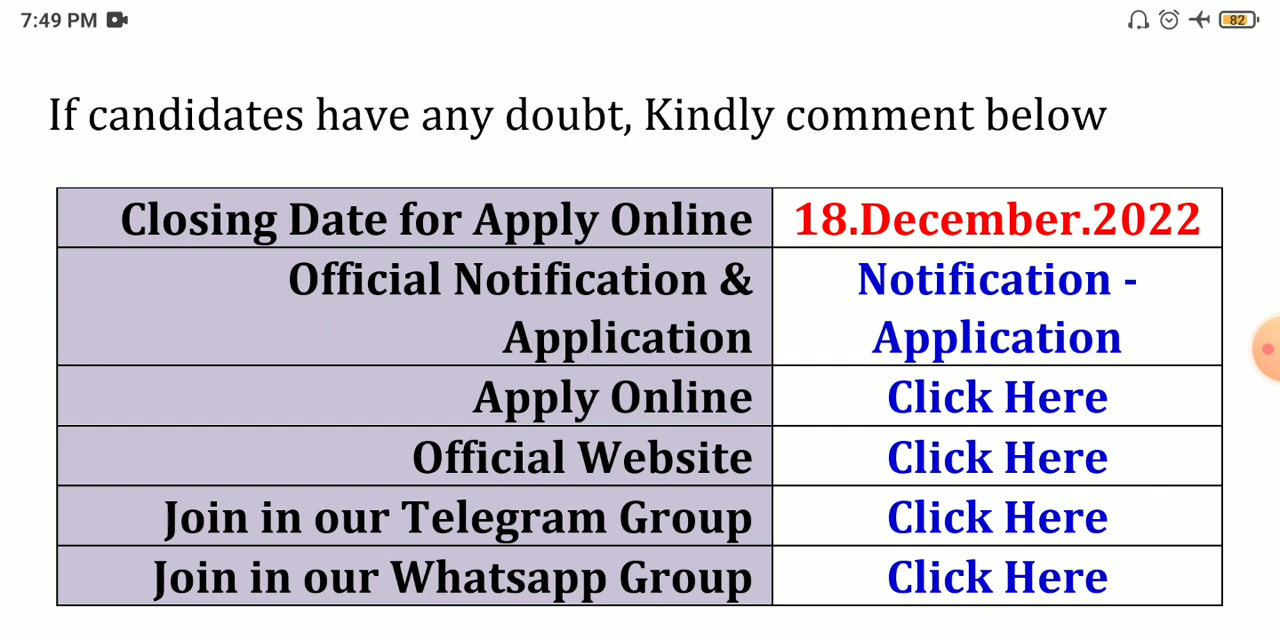 7:49 PM
82
If candidates have any doubt, Kindly comment below
Closing Date for Apply Online 18.December.2022
Official Notification & Notification -
Application Application
Apply Online Click Here
Official Website Click Here
Join in our Telegram Group Click Here
Join in our Whatsapp Group Click Here